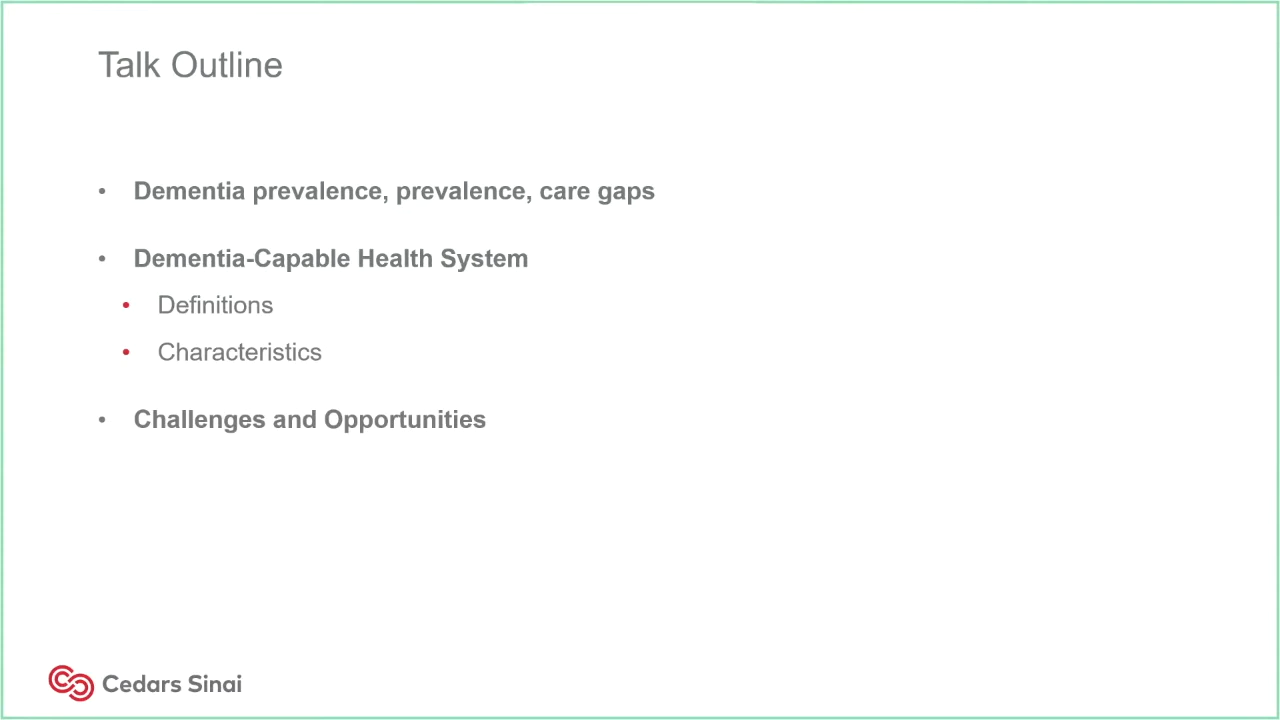 Talk Outline
• Dementia prevalence, prevalence, care gaps
• Dementia-Capable Health System
• Definitions
• Characteristics
• Challenges and Opportunities
Cedars Sinai